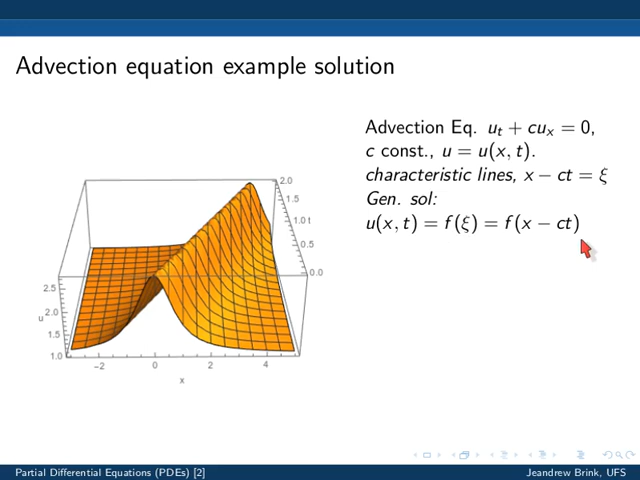 Advection equation example solution
Advection Eq. uₜ + cuₓ = 0,
c const., u = u(x, t).
characteristic lines, x − ct = ξ
Gen. sol:
u(x, t) = f(ξ) = f(x − ct)
2.0
1.5
1.0 t
0.5
0.0
2.5
u 2.0
1.5
1.0
−2 0 2 4
x
Partial Differential Equations (PDEs) [2] Jeandrew Brink, UFS